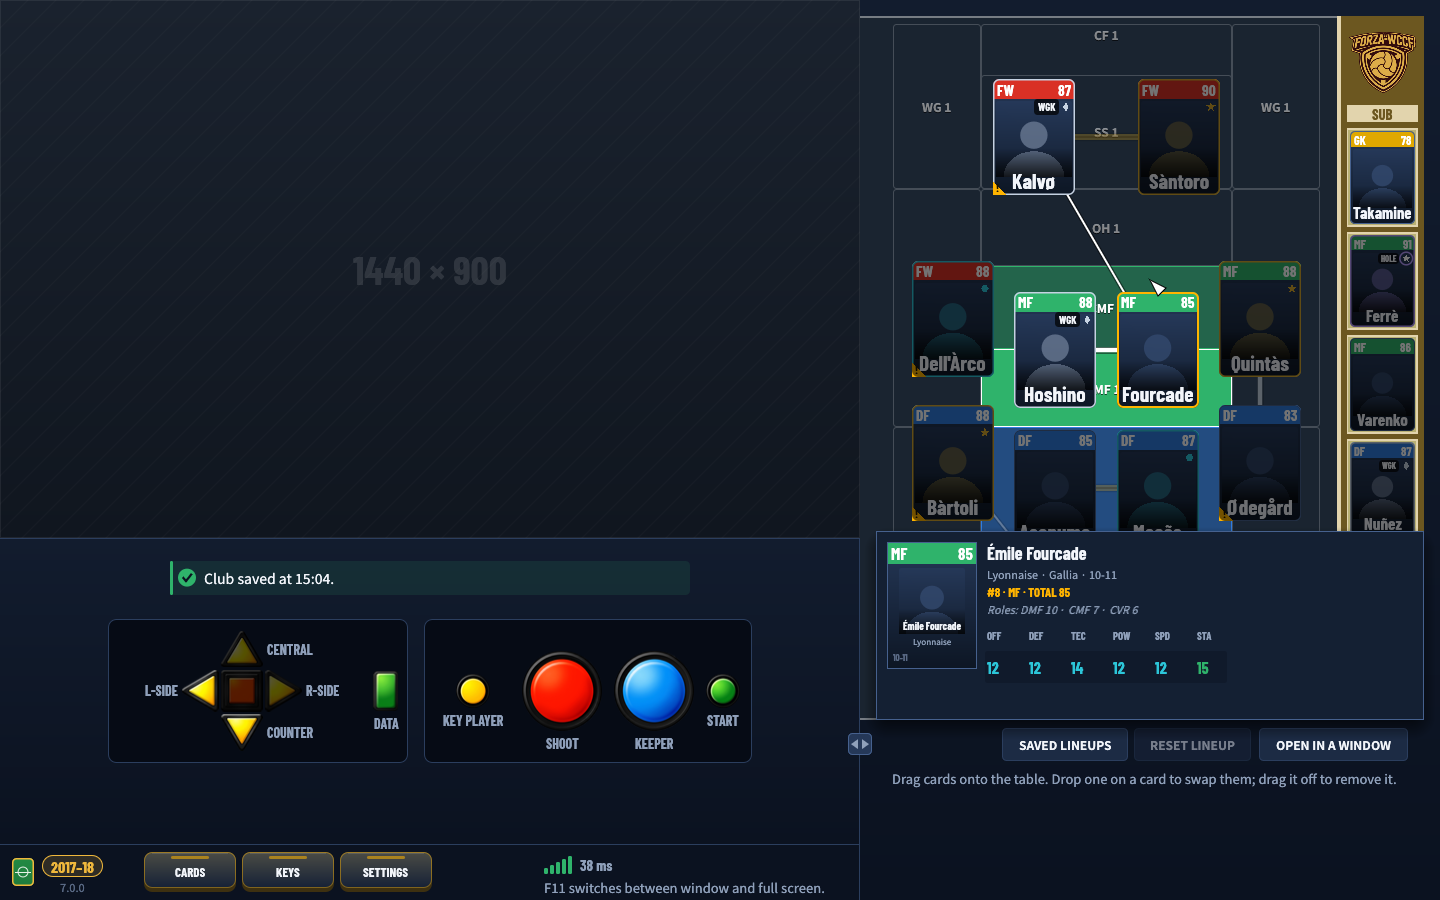 1440 × 900
Club saved at 15:04.
CENTRAL
L-SIDE
R-SIDE
COUNTER
DATA
KEY PLAYER
SHOOT
KEEPER
START
2017-18
7.0.0
CARDS
KEYS
SETTINGS
38 ms
F11 switches between window and full screen.
CF 1
WG 1
WG 1
SS 1
OH 1
FW 87
WGK
Kalvø
FW 90
Sàntoro
FW 88
Dell'Àrco
MF 88
WGK
Hoshino
MF
MF 1
MF 85
Fourcade
MF 88
Quintàs
DF 88
Bàrtoli
DF 85
DF 87
DF 83
Ødegård
FORZA-WCCF
SUB
GK 78
Takamine
MF 91
HOLE
Ferrè
MF 86
Varenko
DF 87
WGK
Nuñez
MF 85
Émile Fourcade
Lyonnaise
10-11
Émile Fourcade
Lyonnaise · Gallia · 10-11
#8 · MF · TOTAL 85
Roles: DMF 10 · CMF 7 · CVR 6
OFF DEF TEC POW SPD STA
12 12 14 12 12 15
SAVED LINEUPS
RESET LINEUP
OPEN IN A WINDOW
Drag cards onto the table. Drop one on a card to swap them; drag it off to remove it.